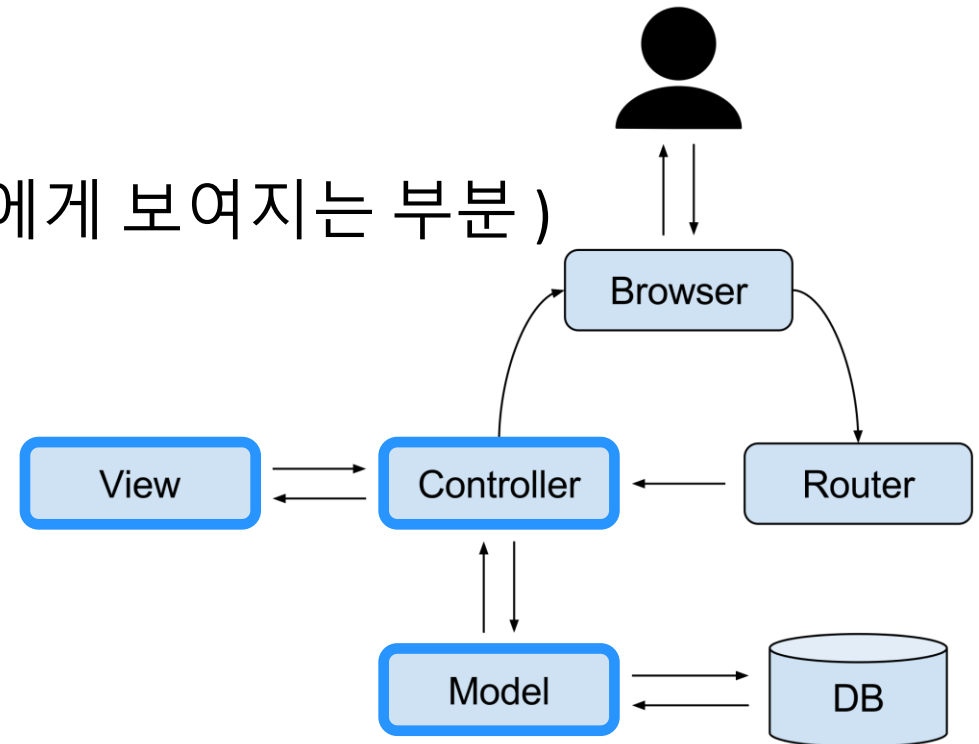 에게 보여지는 부분 )
Browser
View
Controller
Router
Model
DB